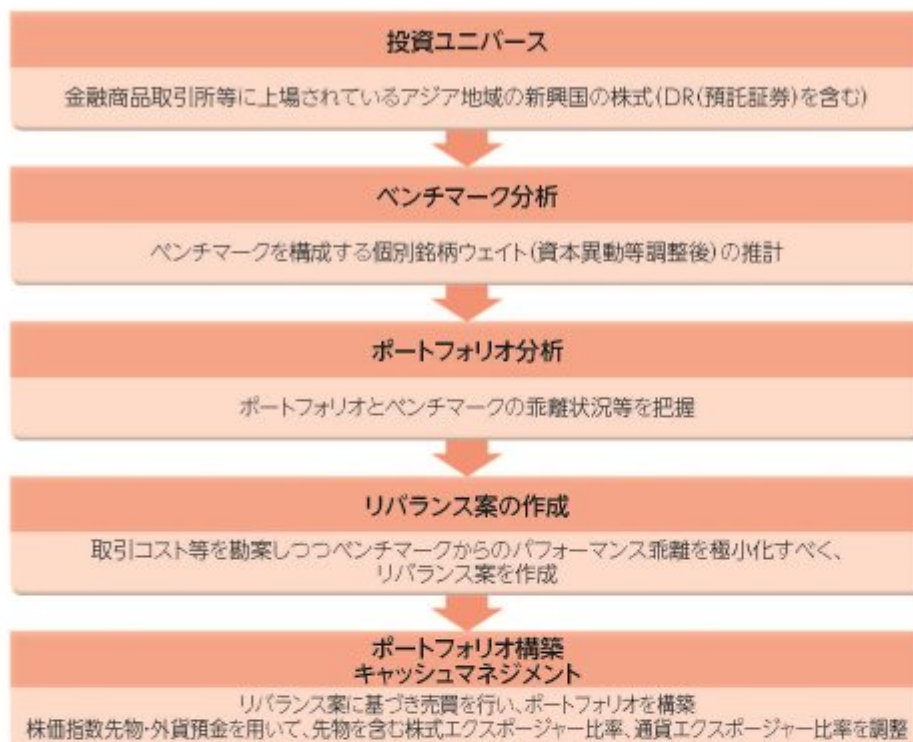 投資ユニバース
金融商品取引所等に上場されているアジア地域の新興国の株式(DR(預託証券)を含む)
ベンチマーク分析
ベンチマークを構成する個別銘柄ウェイト(資本異動等調整後)の推計
ポートフォリオ分析
ポートフォリオとベンチマークの乖離状況等を把握
リバランス案の作成
取引コスト等を勘案しつつベンチマークからのパフォーマンス乖離を極小化すべく、
リバランス案を作成
ポートフォリオ構築
キャッシュマネジメント
リバランス案に基づき売買を行い、ポートフォリオを構築
株価指数先物・外貨預金を用いて、先物を含む株式エクスポージャー比率、通貨エクスポージャー比率を調整